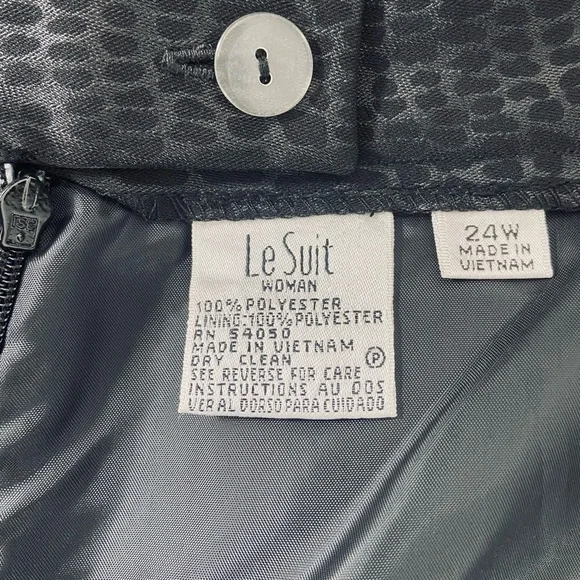 Le Suit
WOMAN
100% POLYESTER
LINING:100% POLYESTER
RN 54050
MADE IN VIETNAM
DRY CLEAN P
SEE REVERSE FOR CARE
INSTRUCTIONS AU DOS
VER AL DORSO PARA CUIDADO
24W
MADE IN
VIETNAM